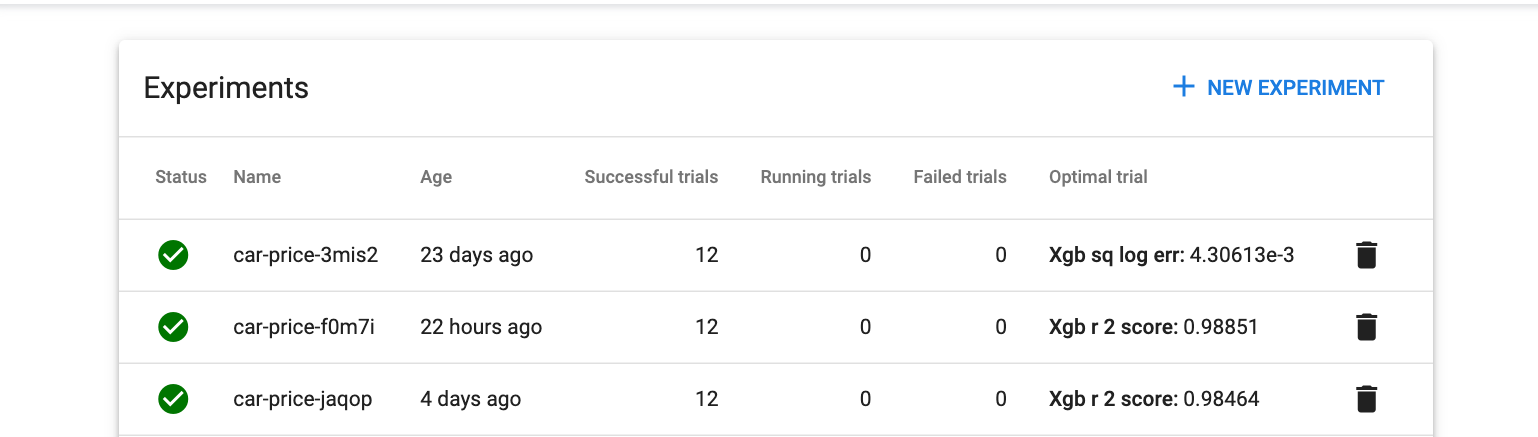 Experiments
NEW EXPERIMENT
Status Name Age Successful trials Running trials Failed trials Optimal trial
car-price-3mis2 23 days ago 12 0 0 Xgb sq log err: 4.30613e-3
car-price-f0m7i 22 hours ago 12 0 0 Xgb r 2 score: 0.98851
car-price-jaqop 4 days ago 12 0 0 Xgb r 2 score: 0.98464